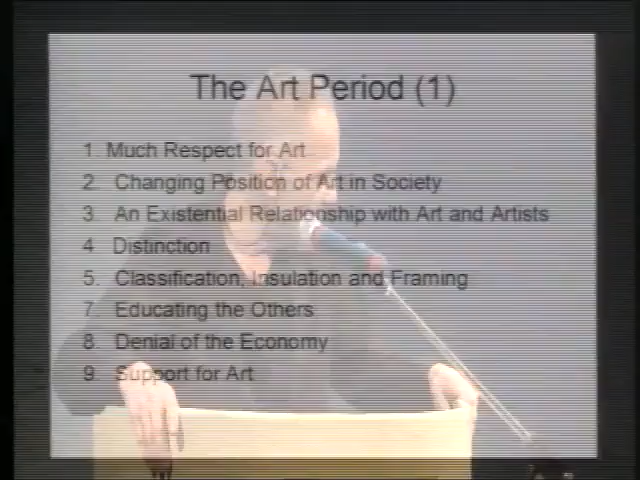 The Art Period (1)
1. Much Respect for Art
2. Changing Position of Art in Society
3. An Existential Relationship with Art and Artists
4 Distinction
5. Classification, Insulation and Framing
7. Educating the Others
8. Denial of the Economy
9. Support for Art